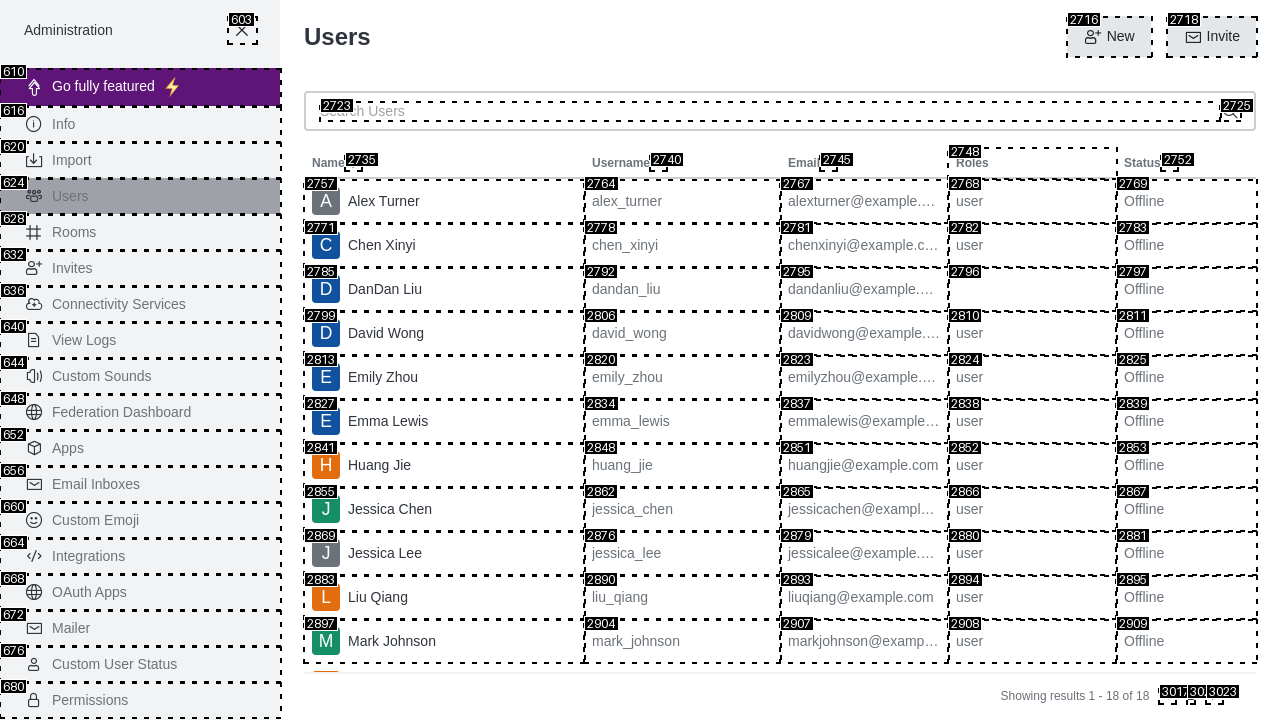 Administration
603
Users
2716 New
2718 Invite
610 Go fully featured ⚡
616 Info
620 Import
624 Users
628 Rooms
632 Invites
636 Connectivity Services
640 View Logs
644 Custom Sounds
648 Federation Dashboard
652 Apps
656 Email Inboxes
660 Custom Emoji
664 Integrations
668 OAuth Apps
672 Mailer
676 Custom User Status
680 Permissions
2723 Search Users 2725
Name 2735 Username 2740 Email 2745 2748 Roles Status 2752
2757 A Alex Turner 2764 alex_turner 2767 alexturner@example.… 2768 user 2769 Offline
2771 C Chen Xinyi 2778 chen_xinyi 2781 chenxinyi@example.c… 2782 user 2783 Offline
2785 D DanDan Liu 2792 dandan_liu 2795 dandanliu@example.… 2796 2797 Offline
2799 D David Wong 2806 david_wong 2809 davidwong@example.… 2810 user 2811 Offline
2813 E Emily Zhou 2820 emily_zhou 2823 emilyzhou@example.… 2824 user 2825 Offline
2827 E Emma Lewis 2834 emma_lewis 2837 emmalewis@example… 2838 user 2839 Offline
2841 H Huang Jie 2848 huang_jie 2851 huangjie@example.com 2852 user 2853 Offline
2855 J Jessica Chen 2862 jessica_chen 2865 jessicachen@exampl… 2866 user 2867 Offline
2869 J Jessica Lee 2876 jessica_lee 2879 jessicalee@example.… 2880 user 2881 Offline
2883 L Liu Qiang 2890 liu_qiang 2893 liuqiang@example.com 2894 user 2895 Offline
2897 M Mark Johnson 2904 mark_johnson 2907 markjohnson@examp… 2908 user 2909 Offline
Showing results 1 - 18 of 18 3017 30 3023